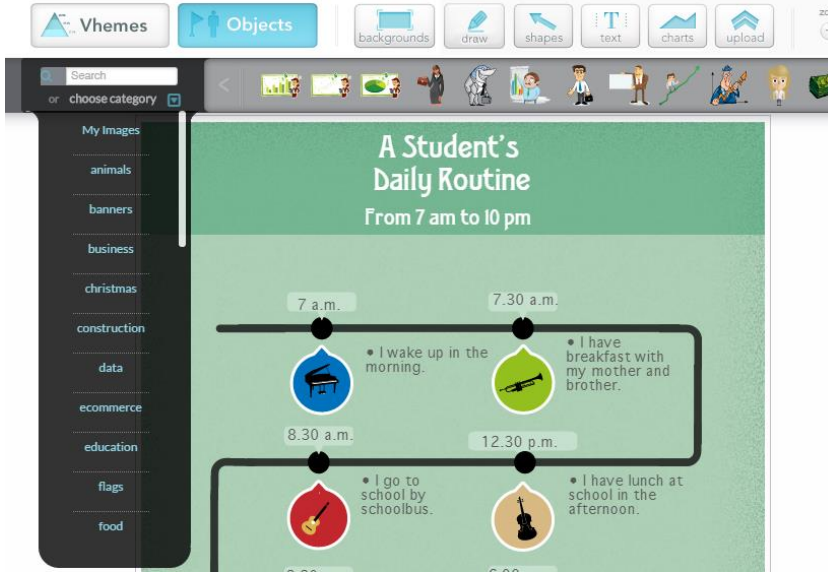 Vhemes
Objects
backgrounds
draw
shapes
text
charts
upload
Search
or choose category
My Images
animals
banners
business
christmas
construction
data
ecommerce
education
flags
food
A Student's
Daily Routine
From 7 am to 10 pm
7 a.m.
7.30 a.m.
• I wake up in the
morning.
• I have
breakfast with
my mother and
brother.
8.30 a.m.
12.30 p.m.
• I go to
school by
schoolbus.
• I have lunch at
school in the
afternoon.